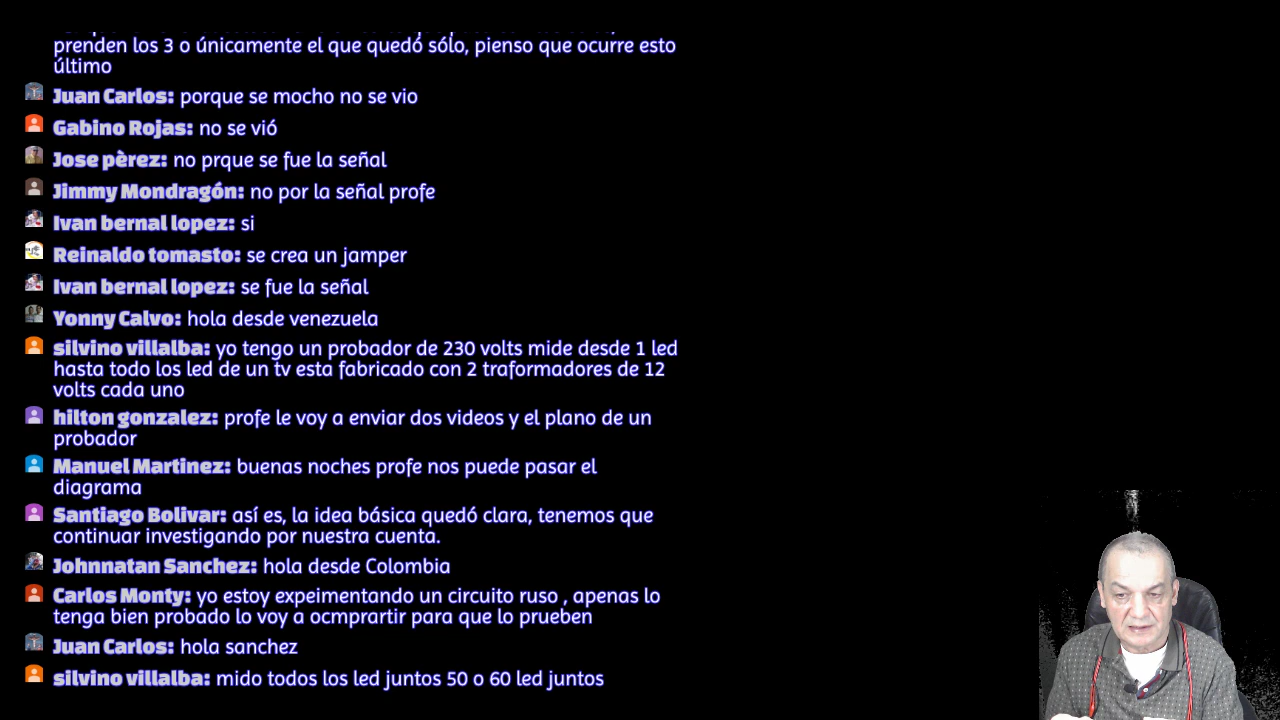 prenden los 3 o únicamente el que quedó sólo, pienso que ocurre esto
último
Juan Carlos: porque se mocho no se vio
Gabino Rojas: no se vió
Jose pèrez: no prque se fue la señal
Jimmy Mondragón: no por la señal profe
Ivan bernal lopez: si
Reinaldo tomasto: se crea un jamper
Ivan bernal lopez: se fue la señal
Yonny Calvo: hola desde venezuela
silvino villalba: yo tengo un probador de 230 volts mide desde 1 led
hasta todo los led de un tv esta fabricado con 2 traformadores de 12
volts cada uno
hilton gonzalez: profe le voy a enviar dos videos y el plano de un
probador
Manuel Martinez: buenas noches profe nos puede pasar el
diagrama
Santiago Bolivar: así es, la idea básica quedó clara, tenemos que
continuar investigando por nuestra cuenta.
Johnnatan Sanchez: hola desde Colombia
Carlos Monty: yo estoy expeimentando un circuito ruso , apenas lo
tenga bien probado lo voy a ocmprartir para que lo prueben
Juan Carlos: hola sanchez
silvino villalba: mido todos los led juntos 50 o 60 led juntos